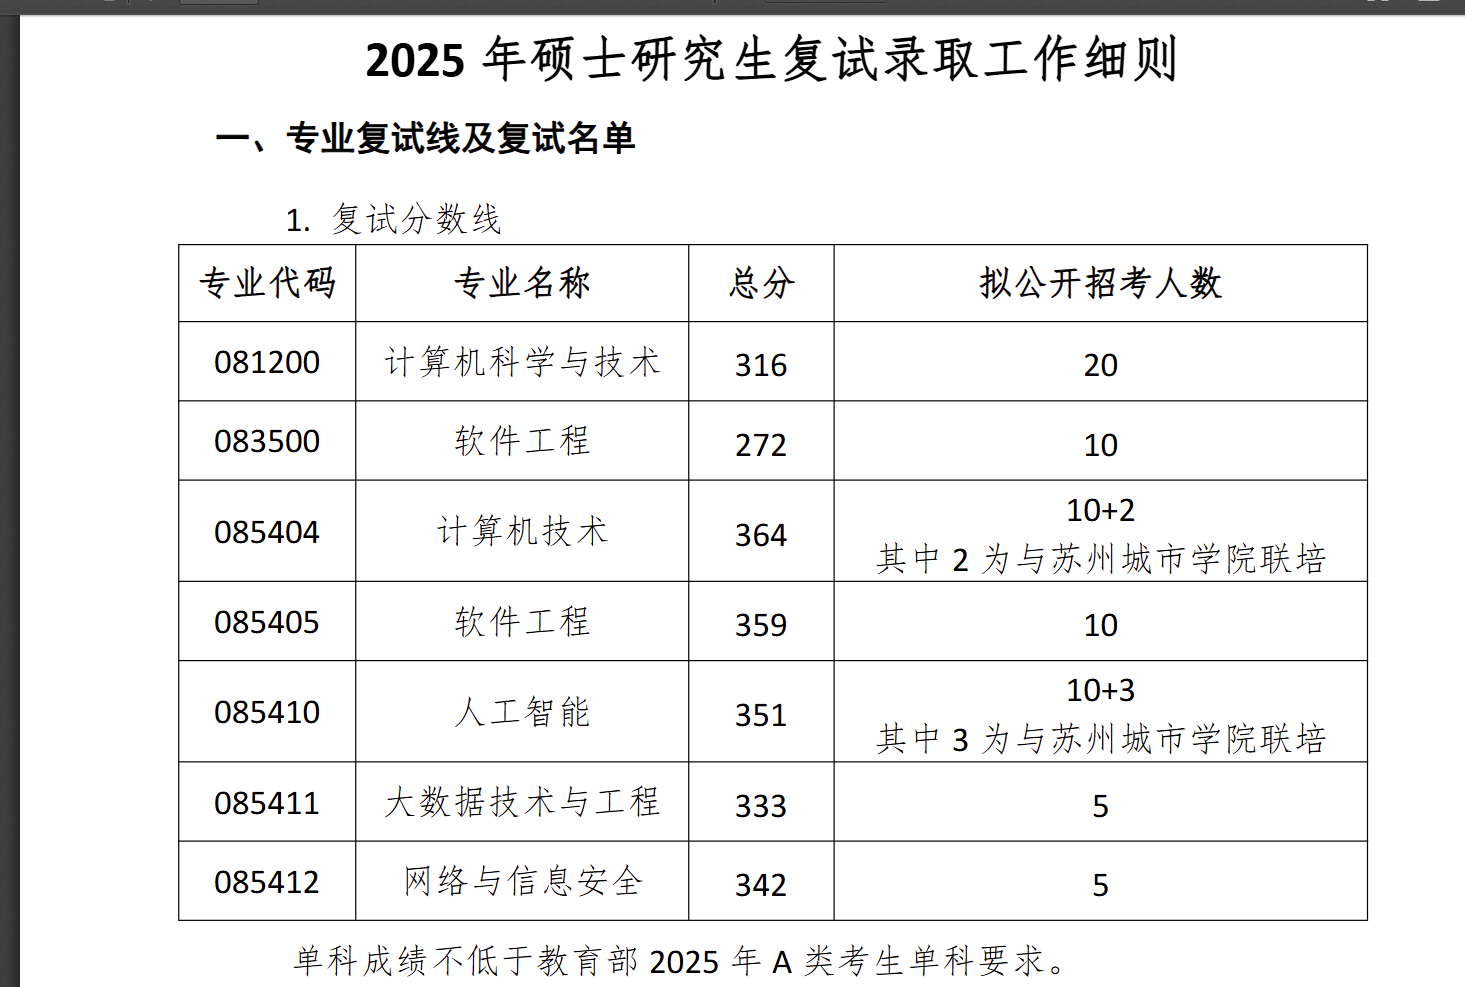 2025 年硕士研究生复试录取工作细则
一、专业复试线及复试名单
1. 复试分数线
专业代码 专业名称 总分 拟公开招考人数
081200 计算机科学与技术 316 20
083500 软件工程 272 10
085404 计算机技术 364 10+2
其中 2 为与苏州城市学院联培
085405 软件工程 359 10
085410 人工智能 351 10+3
其中 3 为与苏州城市学院联培
085411 大数据技术与工程 333 5
085412 网络与信息安全 342 5
单科成绩不低于教育部 2025 年 A 类考生单科要求。